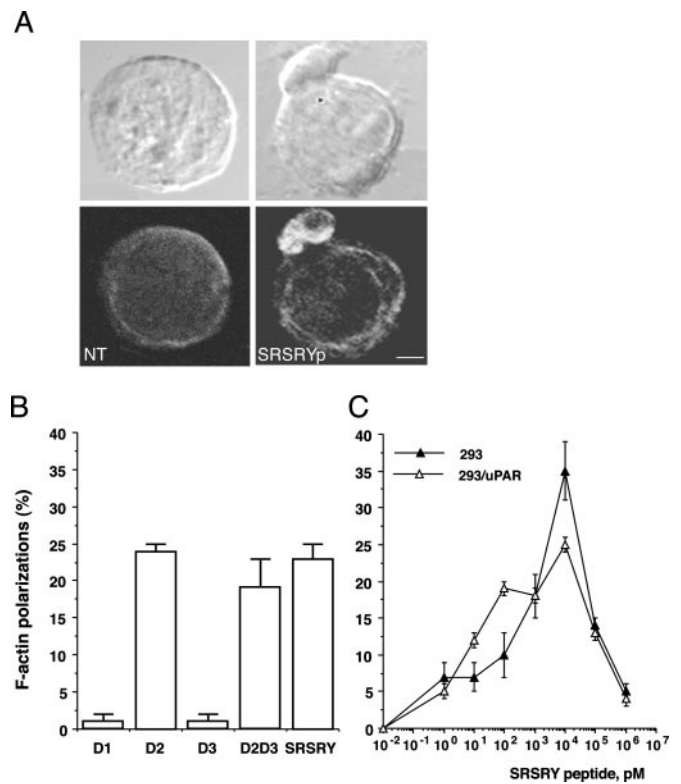 A
NT
SRSRYp
B
F-actin polarizations (%)
40
35
30
25
20
15
10
5
0
D1 D2 D3 D2D3 SRSRY
C
293
293/uPAR
40
35
30
25
20
15
10
5
0
10⁻² 10⁻¹ 10⁰ 10¹ 10² 10³ 10⁴ 10⁵ 10⁶ 10⁷
SRSRY peptide, pM